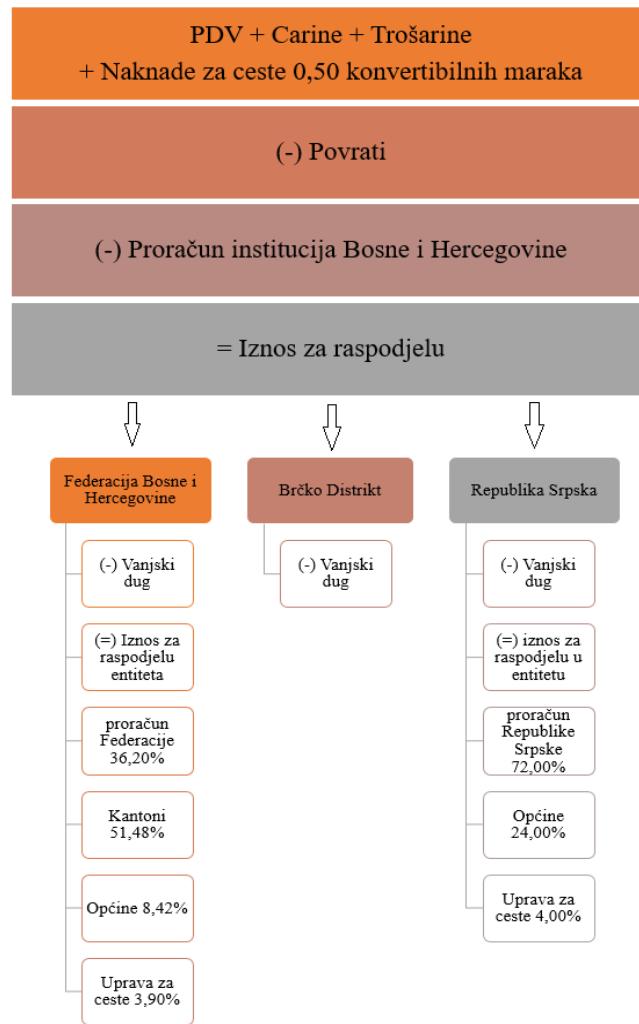 PDV + Carine + Trošarine
+ Naknade za ceste 0,50 konvertibilnih maraka
(-) Povrati
(-) Proračun institucija Bosne i Hercegovine
= Iznos za raspodjelu
Federacija Bosne i
Hercegovine
(-) Vanjski
dug
(=) Iznos za
raspodjelu
entiteta
proračun
Federacije
36,20%
Kantoni
51,48%
Općine 8,42%
Uprava za
ceste 3,90%
Brčko Distrikt
(-) Vanjski
dug
Republika Srpska
(-) Vanjski
dug
(=) iznos za
raspodjelu u
entitetu
proračun
Republike
Srpske
72,00%
Općine
24,00%
Uprava za
ceste 4,00%